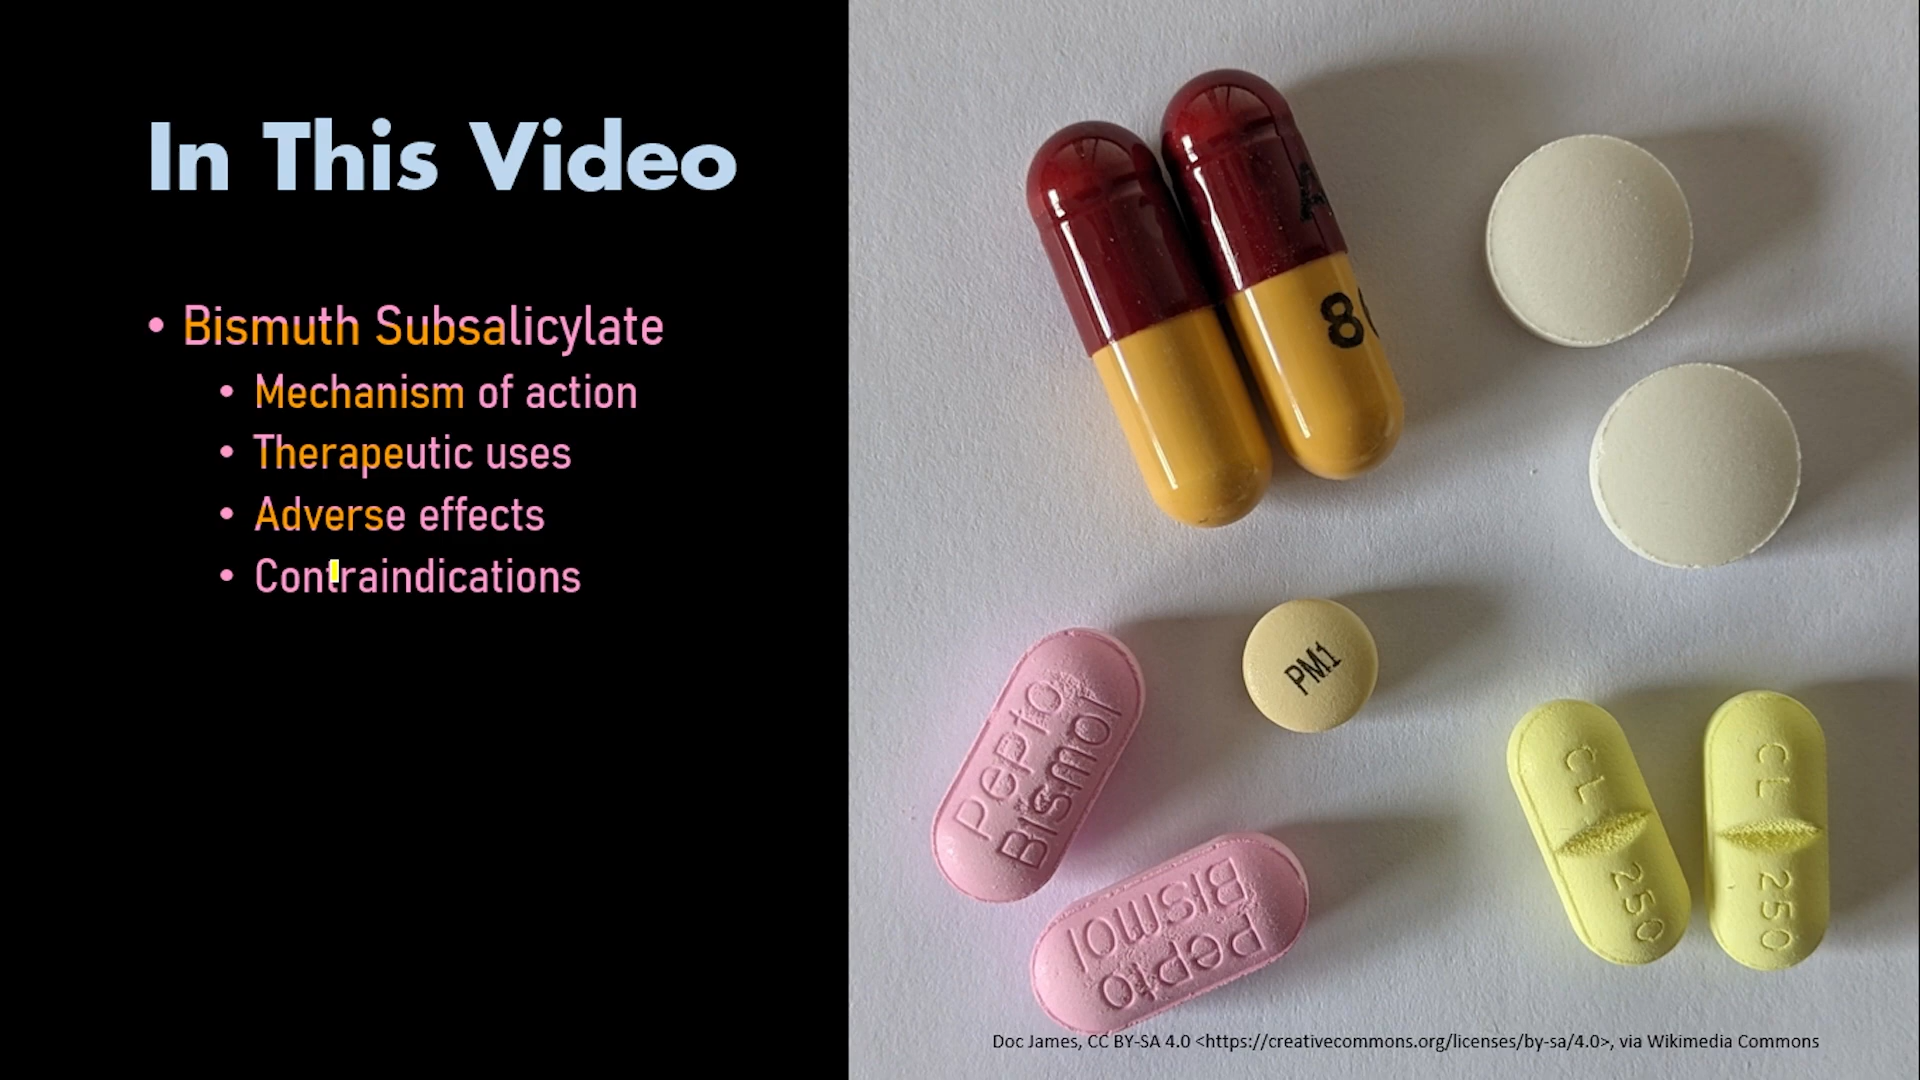 In This Video
• Bismuth Subsalicylate
• Mechanism of action
• Therapeutic uses
• Adverse effects
• Contraindications
A
80
PM1
Pepto
Bismol
Pepto
Bismol
CL
250
CL
250
Doc James, CC BY-SA 4.0 <https://creativecommons.org/licenses/by-sa/4.0>, via Wikimedia Commons